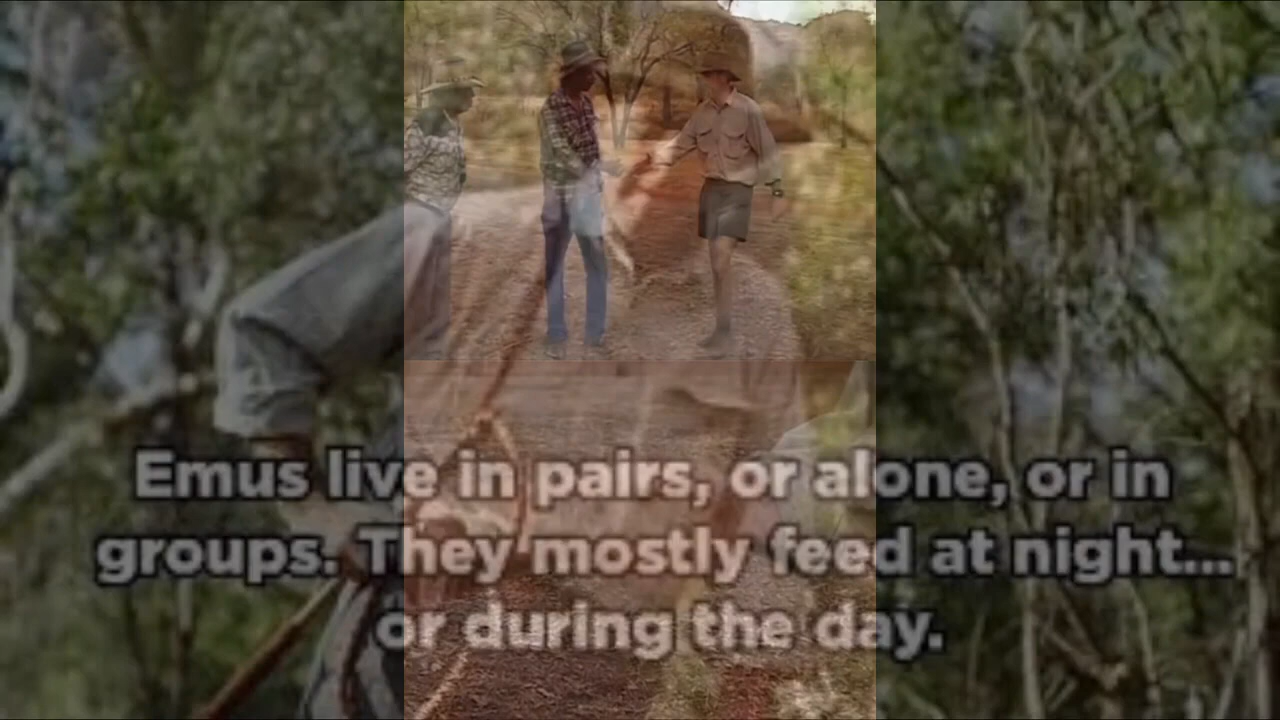 Emus live in pairs, or alone, or in
groups. They mostly feed at night...
or during the day.